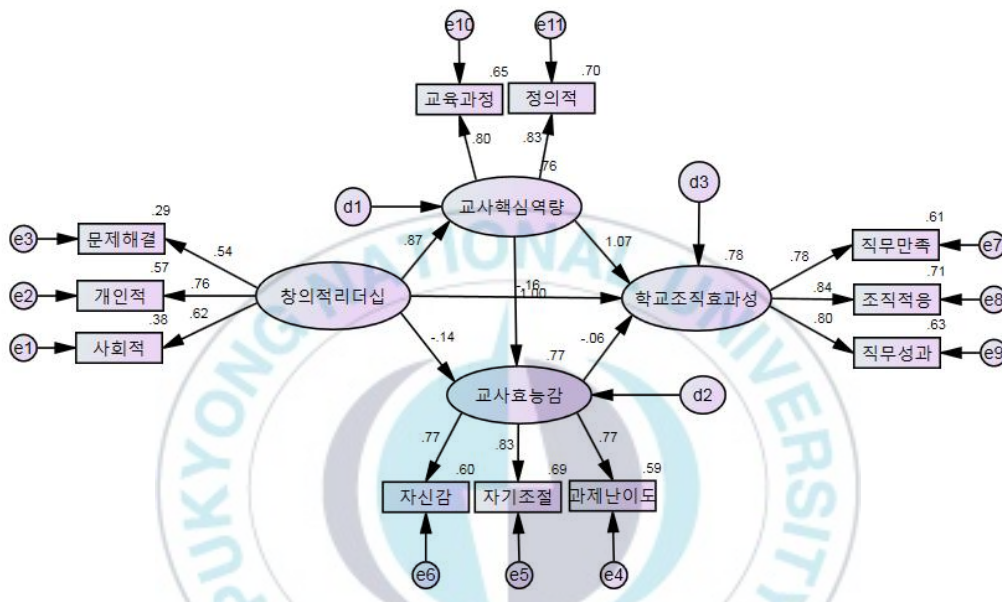 e10 e11
.65 .70
교육과정 정의적
.80 .83
.76
d1 교사핵심역량 d3
.29 .61
e3 문제해결 .54 .87 1.07 .78 .78 직무만족 e7
.57 .71
e2 개인적 .76 창의적리더십 -.16 1.00 학교조직효과성 .84 조직적응 e8
.38 .62 .80 .63
e1 사회적 -.14 -.06 직무성과 e9
.77
교사효능감 d2
.77 .83 .77
.60 .69 .59
자신감 자기조절 과제난이도
e6 e5 e4
PUKYONG NATIONAL UNIVERSITY